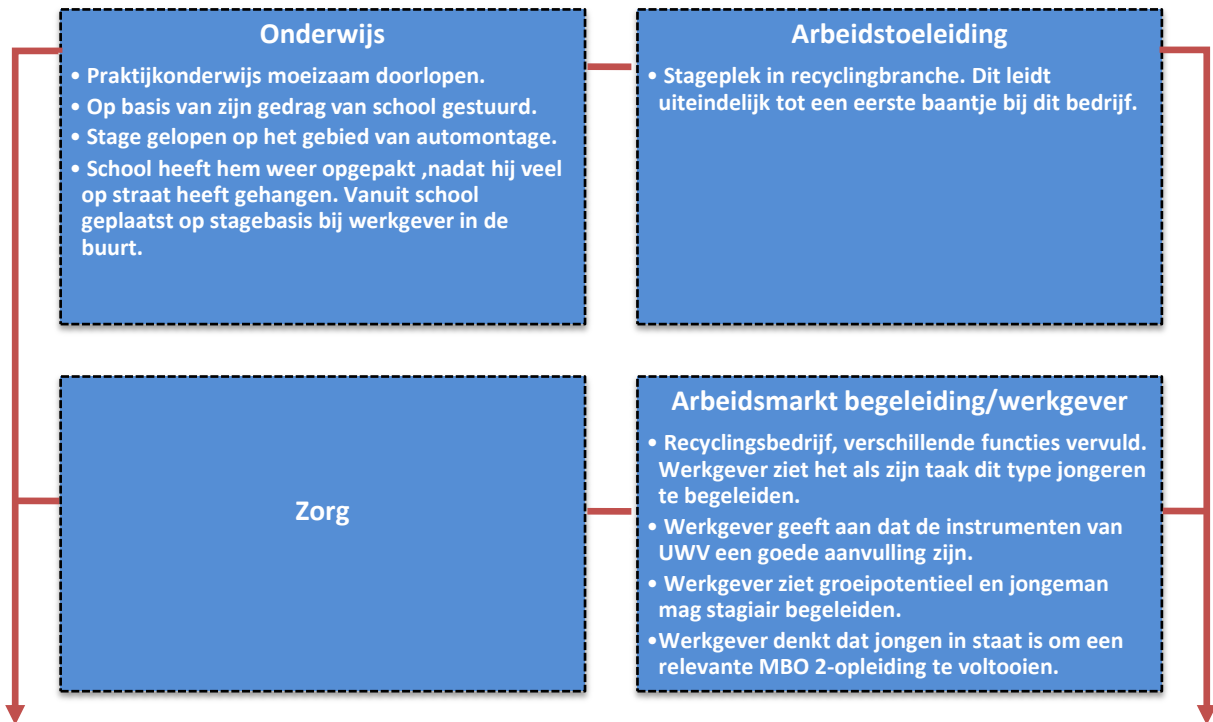 Onderwijs
• Praktijkonderwijs moeizaam doorlopen.
• Op basis van zijn gedrag van school gestuurd.
• Stage gelopen op het gebied van automontage.
• School heeft hem weer opgepakt ,nadat hij veel
op straat heeft gehangen. Vanuit school
geplaatst op stagebasis bij werkgever in de
buurt.
Arbeidstoeleiding
• Stageplek in recyclingbranche. Dit leidt
uiteindelijk tot een eerste baantje bij dit bedrijf.
Zorg
Arbeidsmarkt begeleiding/werkgever
• Recyclingsbedrijf, verschillende functies vervuld.
Werkgever ziet het als zijn taak dit type jongeren
te begeleiden.
• Werkgever geeft aan dat de instrumenten van
UWV een goede aanvulling zijn.
• Werkgever ziet groeipotentieel en jongeman
mag stagiair begeleiden.
•Werkgever denkt dat jongen in staat is om een
relevante MBO 2-opleiding te voltooien.